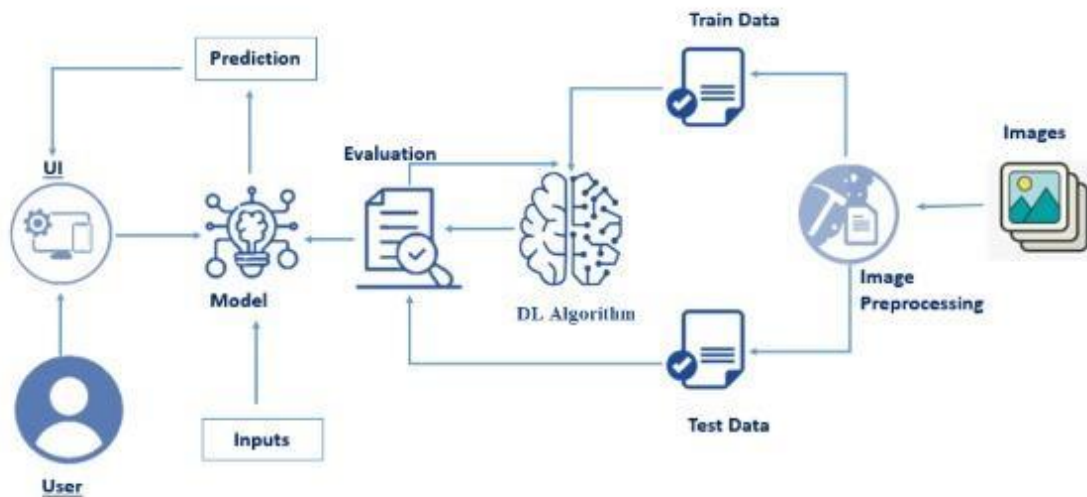 Train Data
Prediction
Images
Evaluation
UI
Model
Image
Preprocessing
DL Algorithm
Inputs
Test Data
User